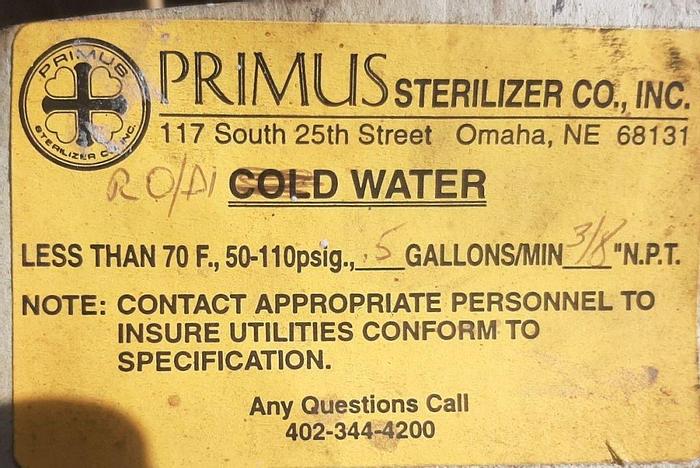 PRIMUS
STERILIZER CO., INC.
PRIMUS STERILIZER CO., INC.
117 South 25th Street Omaha, NE 68131
RO/DI COLD WATER
LESS THAN 70 F., 50-110psig., .5 GALLONS/MIN 3/8 "N.P.T.
NOTE: CONTACT APPROPRIATE PERSONNEL TO
INSURE UTILITIES CONFORM TO
SPECIFICATION.
Any Questions Call
402-344-4200